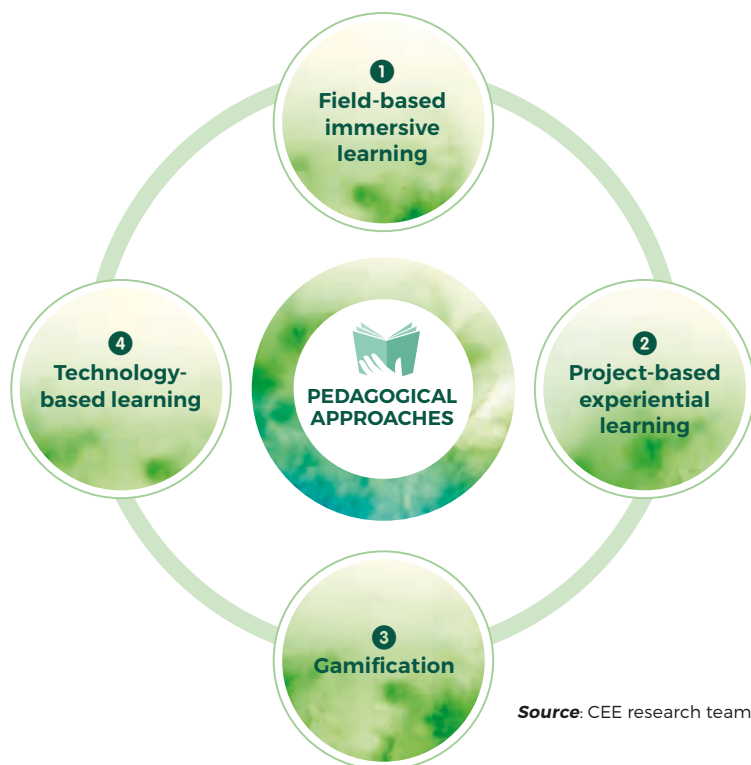 1
Field-based
immersive
learning
4
Technology-
based learning
PEDAGOGICAL
APPROACHES
2
Project-based
experiential
learning
3
Gamification
Source: CEE research team